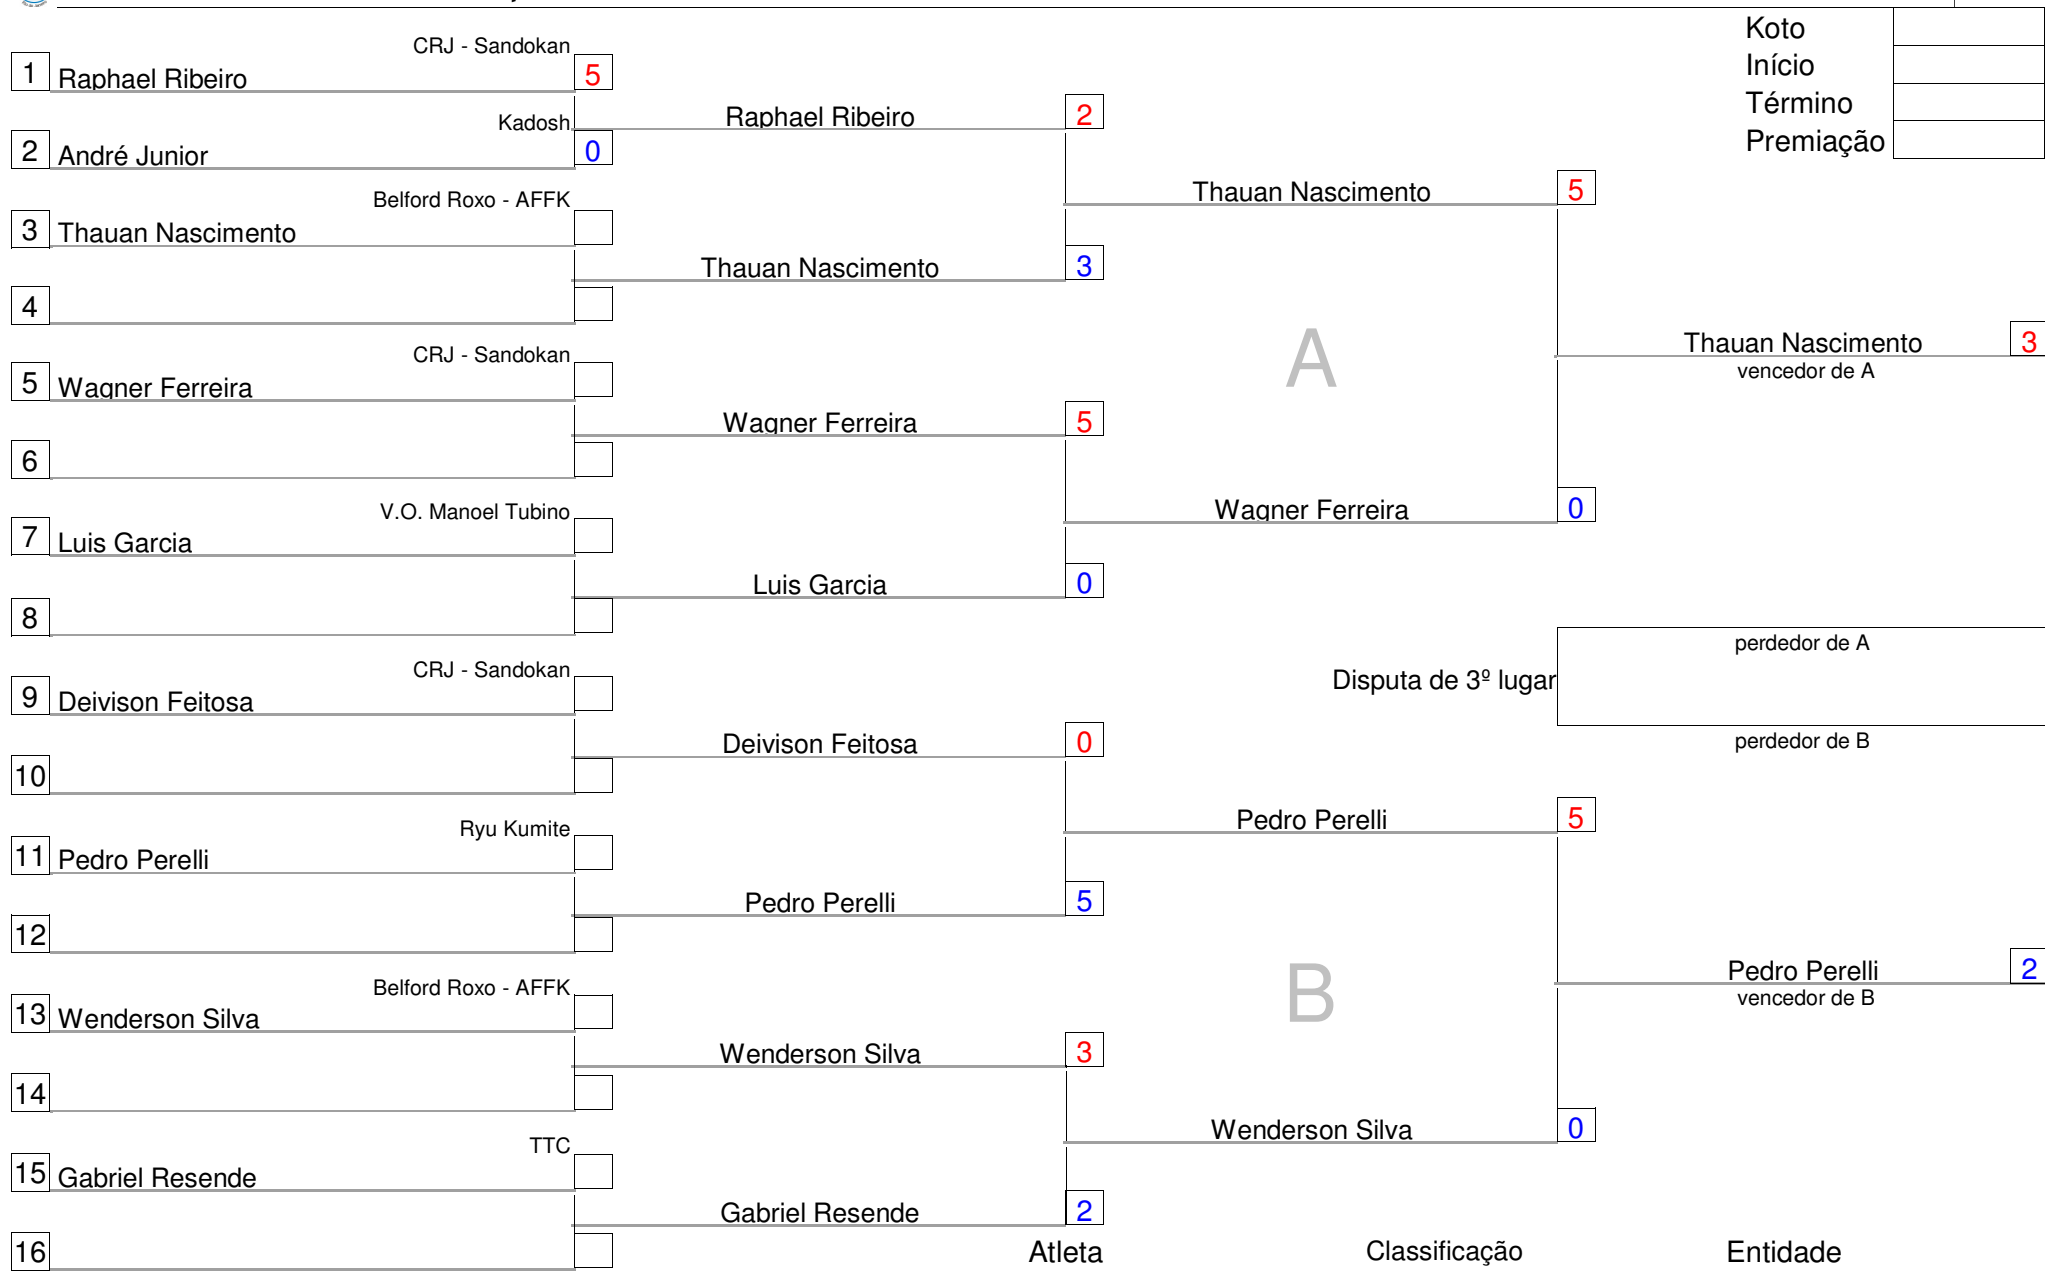 Koto
CRJ - Sandokan
1 Raphael Ribeiro 5
Início
Término
Kadosh
Raphael Ribeiro 2
Premiação
2 André Junior 0
Belford Roxo - AFFK
Thauan Nascimento 5
3 Thauan Nascimento
Thauan Nascimento 3
4
A
Thauan Nascimento 3
vencedor de A
CRJ - Sandokan
5 Wagner Ferreira
Wagner Ferreira 5
6
V.O. Manoel Tubino
Wagner Ferreira 0
7 Luis Garcia
Luis Garcia 0
8
perdedor de A
CRJ - Sandokan
Disputa de 3º lugar
9 Deivison Feitosa
Deivison Feitosa 0
perdedor de B
10
Ryu Kumite
Pedro Perelli 5
11 Pedro Perelli
Pedro Perelli 5
12
B
Pedro Perelli 2
vencedor de B
Belford Roxo - AFFK
13 Wenderson Silva
Wenderson Silva 3
14
TTC
Wenderson Silva 0
15 Gabriel Resende
Gabriel Resende 2
16
Atleta Classificação Entidade